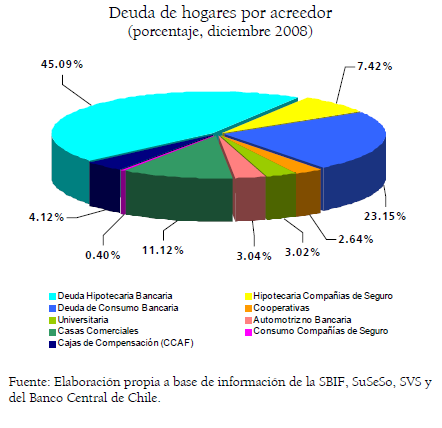 Deuda de hogares por acreedor
(porcentaje, diciembre 2008)
45.09%
7.42%
4.12%
23.15%
0.40%
11.12%
3.04%
3.02%
2.64%
Deuda Hipotecaria Bancaria
Hipotecaria Compañias de Seguro
Deuda de Consumo Bancaria
Cooperativas
Universitaria
Automotriz no Bancaria
Casas Comerciales
Consumo Compañías de Seguro
Cajas de Compensación (CCAF)
Fuente: Elaboración propia a base de información de la SBIF, SuSeSo, SVS y
del Banco Central de Chile.